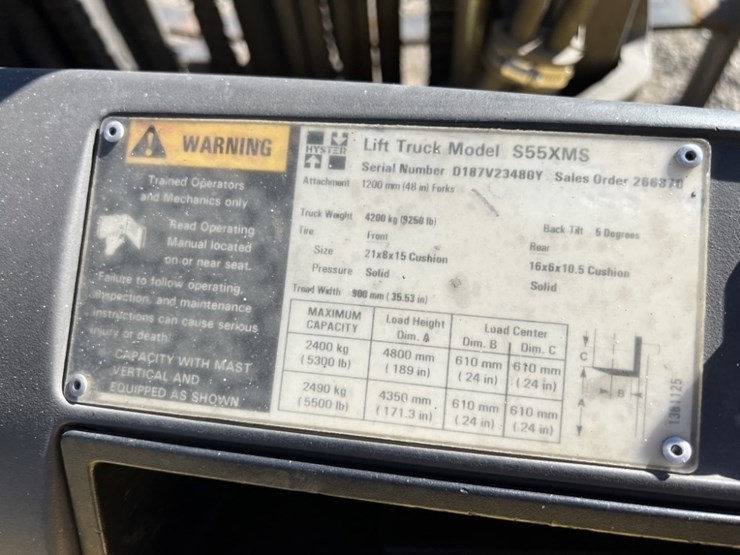 WARNING
Trained Operators
and Mechanics only
Read Operating
Manual located
on or near seat.
Failure to follow operating,
inspection, and maintenance
instructions can cause serious
injury or death.
CAPACITY WITH MAST
VERTICAL AND
EQUIPPED AS SHOWN
HYSTER
Lift Truck Model S55XMS
Serial Number D187V23480Y Sales Order 266370
Attachment 1200 mm (48 in) Forks
Truck Weight 4200 kg (9250 lb) Back Tilt 5 Degrees
Tire Front Rear
Size 21x8x15 Cushion 16x6x10.5 Cushion
Pressure Solid Solid
Tread Width 900 mm (35.53 in)
MAXIMUM CAPACITY Load Height Dim. A Load Center Dim. B Dim. C
2400 kg 4800 mm 610 mm 610 mm
(5300 lb) (189 in) (24 in) (24 in)
2490 kg 4350 mm 610 mm 610 mm
(5500 lb) (171.3 in) (24 in) (24 in)
C
B
A
1381125